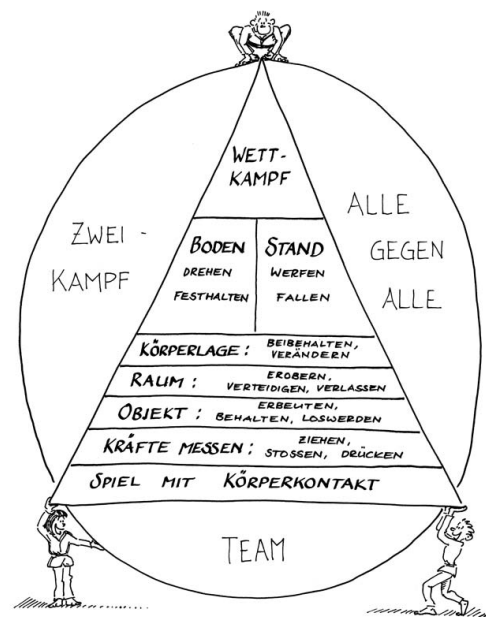 WETT-
KAMPF
ZWEI-
KAMPF
ALLE
GEGEN
ALLE
BODEN
DREHEN
FESTHALTEN
STAND
WERFEN
FALLEN
KÖRPERLAGE: BEIBEHALTEN,
VERÄNDERN
RAUM: EROBERN,
VERTEIDIGEN, VERLASSEN
OBJEKT: ERBEUTEN,
BEHALTEN, LOSWERDEN
KRÄFTE MESSEN: ZIEHEN,
STOSSEN, DRÜCKEN
SPIEL MIT KÖRPERKONTAKT
TEAM